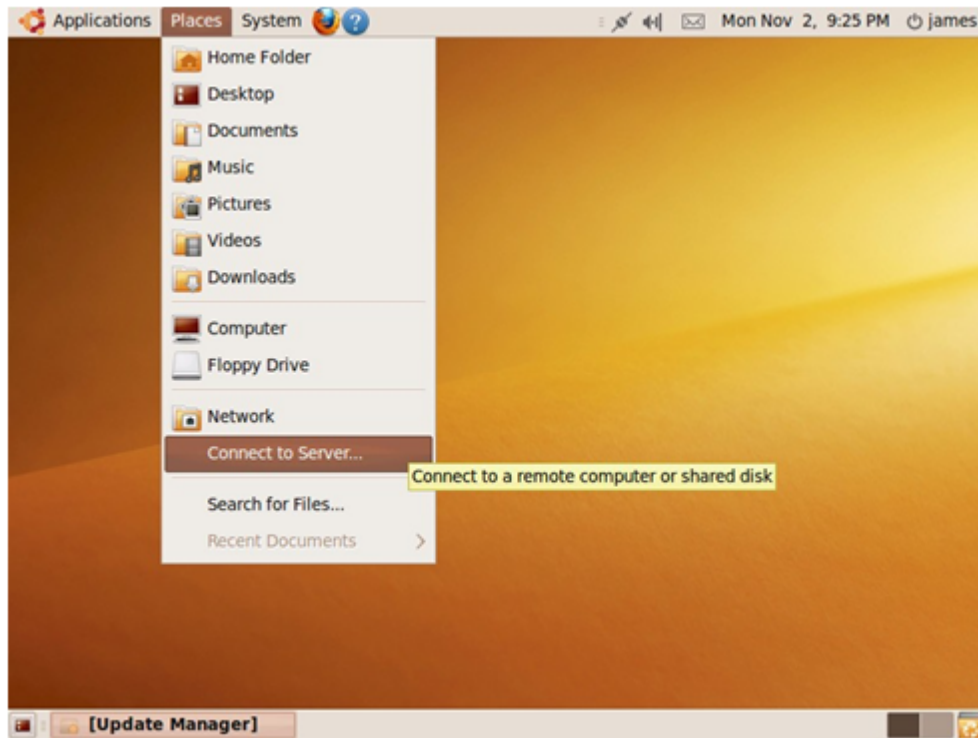 Applications Places System Mon Nov 2, 9:25 PM james
Home Folder
Desktop
Documents
Music
Pictures
Videos
Downloads
Computer
Floppy Drive
Network
Connect to Server...
Connect to a remote computer or shared disk
Search for Files...
Recent Documents
[Update Manager]